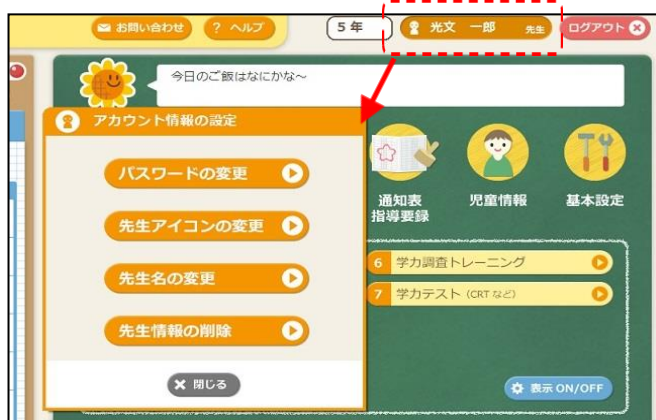 お問い合わせ
? ヘルプ
5 年
光文 一郎 先生
ログアウト
今日のご飯はなにかな～
アカウント情報の設定
パスワードの変更
先生アイコンの変更
先生名の変更
先生情報の削除
閉じる
通知表
指導要録
児童情報
基本設定
6 学力調査トレーニング
7 学力テスト (CRT など)
表示 ON/OFF